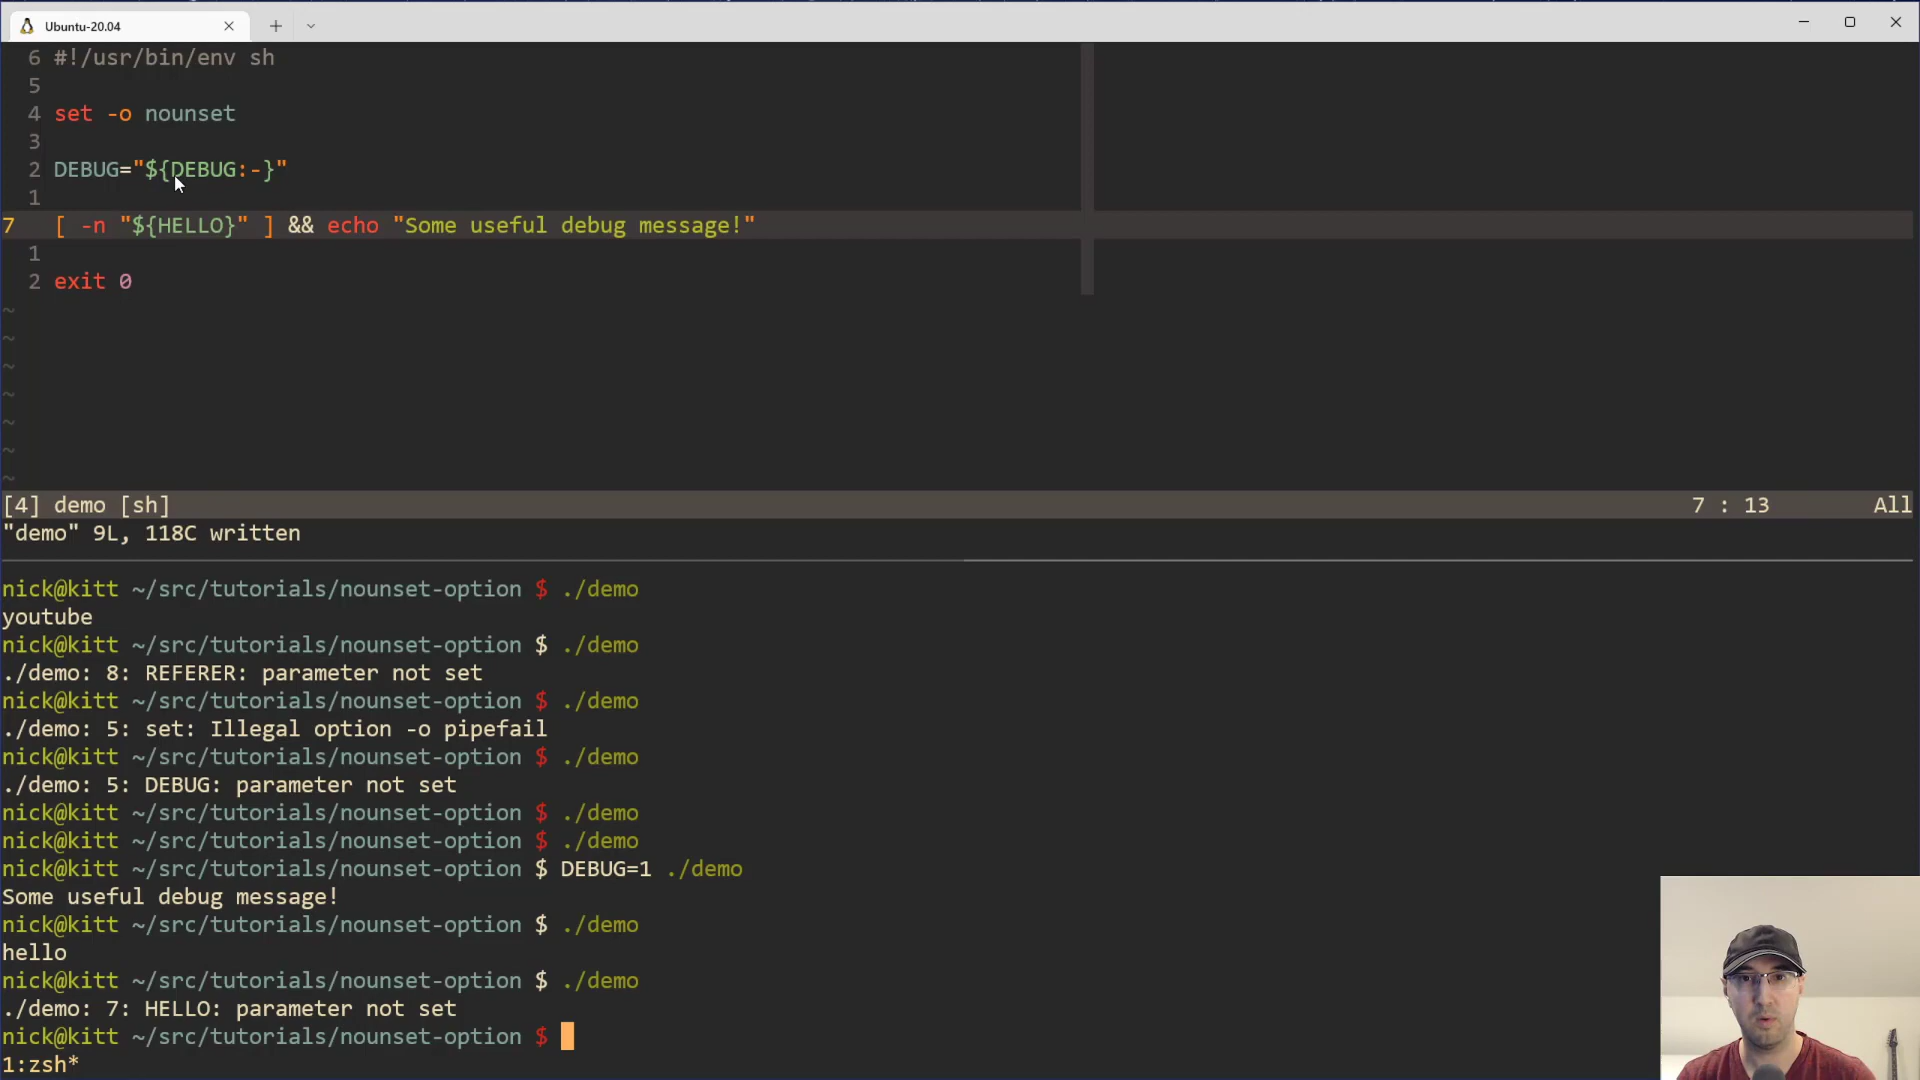 Ubuntu-20.04
6 #!/usr/bin/env sh
5
4 set -o nounset
3
2 DEBUG="${DEBUG:-}"
1
7 [ -n "${HELLO}" ] && echo "Some useful debug message!"
1
2 exit 0
~
~
~
~
~
~
~
[4] demo [sh] 7 : 13 All
"demo" 9L, 118C written
nick@kitt ~/src/tutorials/nounset-option $ ./demo
youtube
nick@kitt ~/src/tutorials/nounset-option $ ./demo
./demo: 8: REFERER: parameter not set
nick@kitt ~/src/tutorials/nounset-option $ ./demo
./demo: 5: set: Illegal option -o pipefail
nick@kitt ~/src/tutorials/nounset-option $ ./demo
./demo: 5: DEBUG: parameter not set
nick@kitt ~/src/tutorials/nounset-option $ ./demo
nick@kitt ~/src/tutorials/nounset-option $ ./demo
nick@kitt ~/src/tutorials/nounset-option $ DEBUG=1 ./demo
Some useful debug message!
nick@kitt ~/src/tutorials/nounset-option $ ./demo
hello
nick@kitt ~/src/tutorials/nounset-option $ ./demo
./demo: 7: HELLO: parameter not set
nick@kitt ~/src/tutorials/nounset-option $
1:zsh*